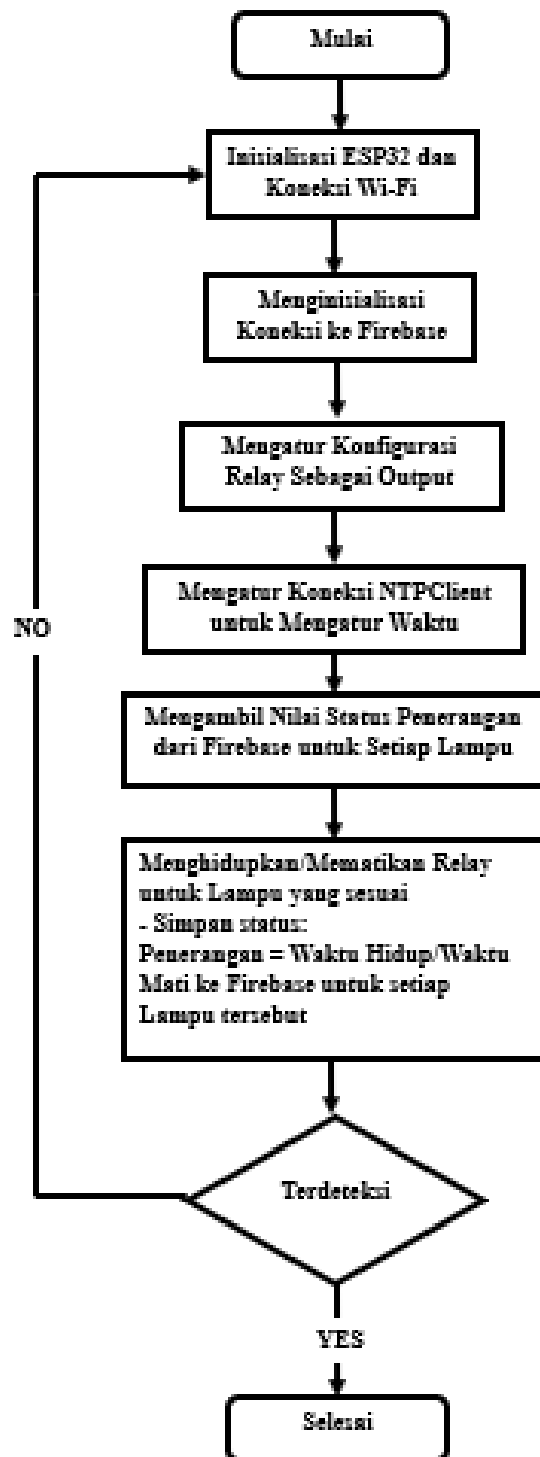 Mulai
Inisialisasi ESP32 dan
Koneksi Wi-Fi
Menginisialisasi
Koneksi ke Firebase
Mengatur Konfigurasi
Relay Sebagai Output
Mengatur Koneksi NTPClient
untuk Mengatur Waktu
NO
Mengambil Nilai Status Penerangan
dari Firebase untuk Setiap Lampu
Menghidupkan/Mematikan Relay
untuk Lampu yang sesuai
- Simpan status:
Penerangan = Waktu Hidup/Waktu
Mati ke Firebase untuk setiap
Lampu tersebut
Terdeteksi
YES
Selesai